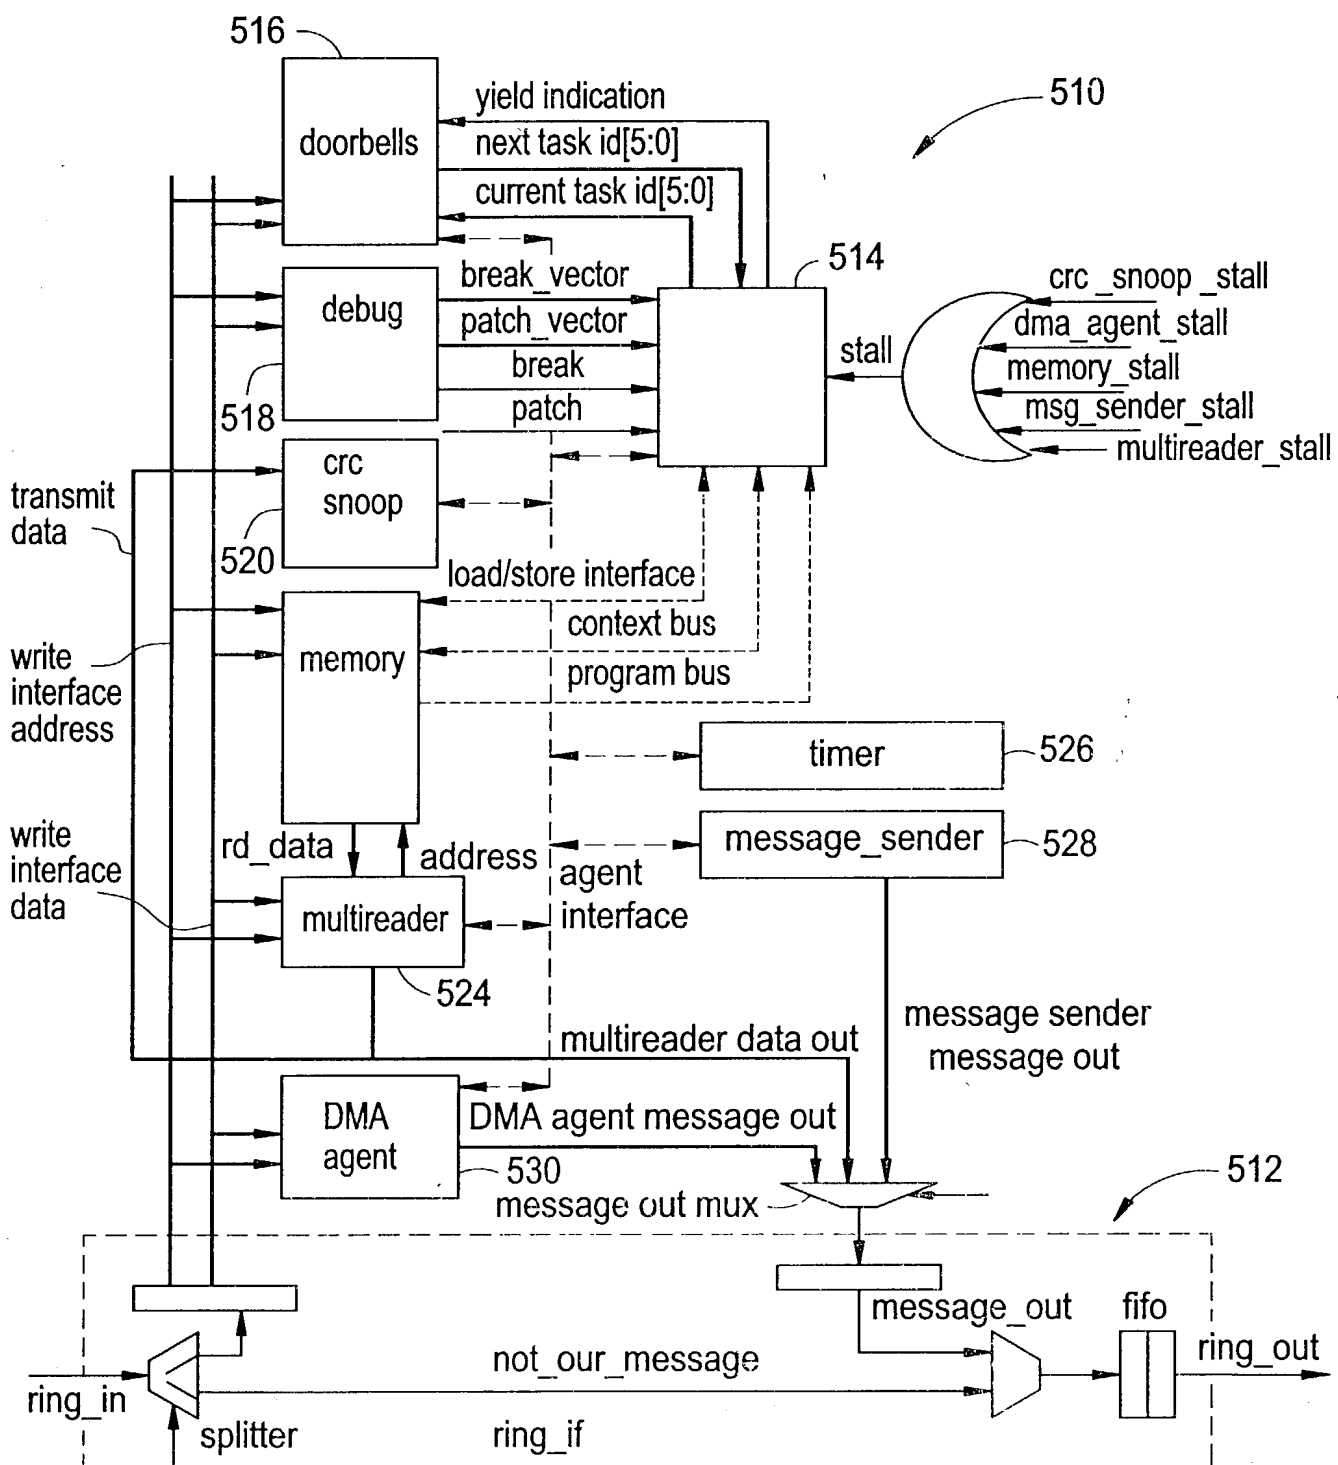 516
yield indication
510
doorbells
next task id[5:0]
current task id[5:0]
514
break_vector
crc _snoop _stall
debug
patch_vector
dma_agent_stall
stall
break
memory_stall
518
patch
msg_sender_stall
multireader_stall
crc
snoop
transmit
data
520
load/store interface
context bus
write
interface
address
memory
program bus
timer
526
write
interface
data
rd_data
address
message_sender
528
agent
interface
multireader
524
message sender
message out
multireader data out
DMA
agent
DMA agent message out
530
512
message out mux
message_out
fifo
not_our_message
ring_out
ring_in
splitter
ring_if